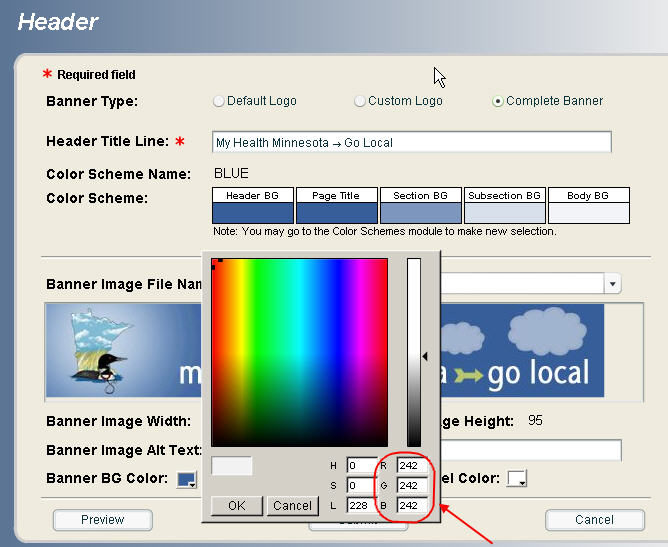 Header
* Required field
Banner Type: Default Logo Custom Logo Complete Banner
Header Title Line: * My Health Minnesota → Go Local
Color Scheme Name: BLUE
Color Scheme: Header BG Page Title Section BG Subsection BG Body BG
Note: You may go to the Color Schemes module to make new selection.
Banner Image File Nam
m a go local
Banner Image Width: ge Height: 95
Banner Image Alt Text:
Banner BG Color: el Color:
H 0 R 242
S 0 G 242
L 228 B 242
OK Cancel
Preview Cancel